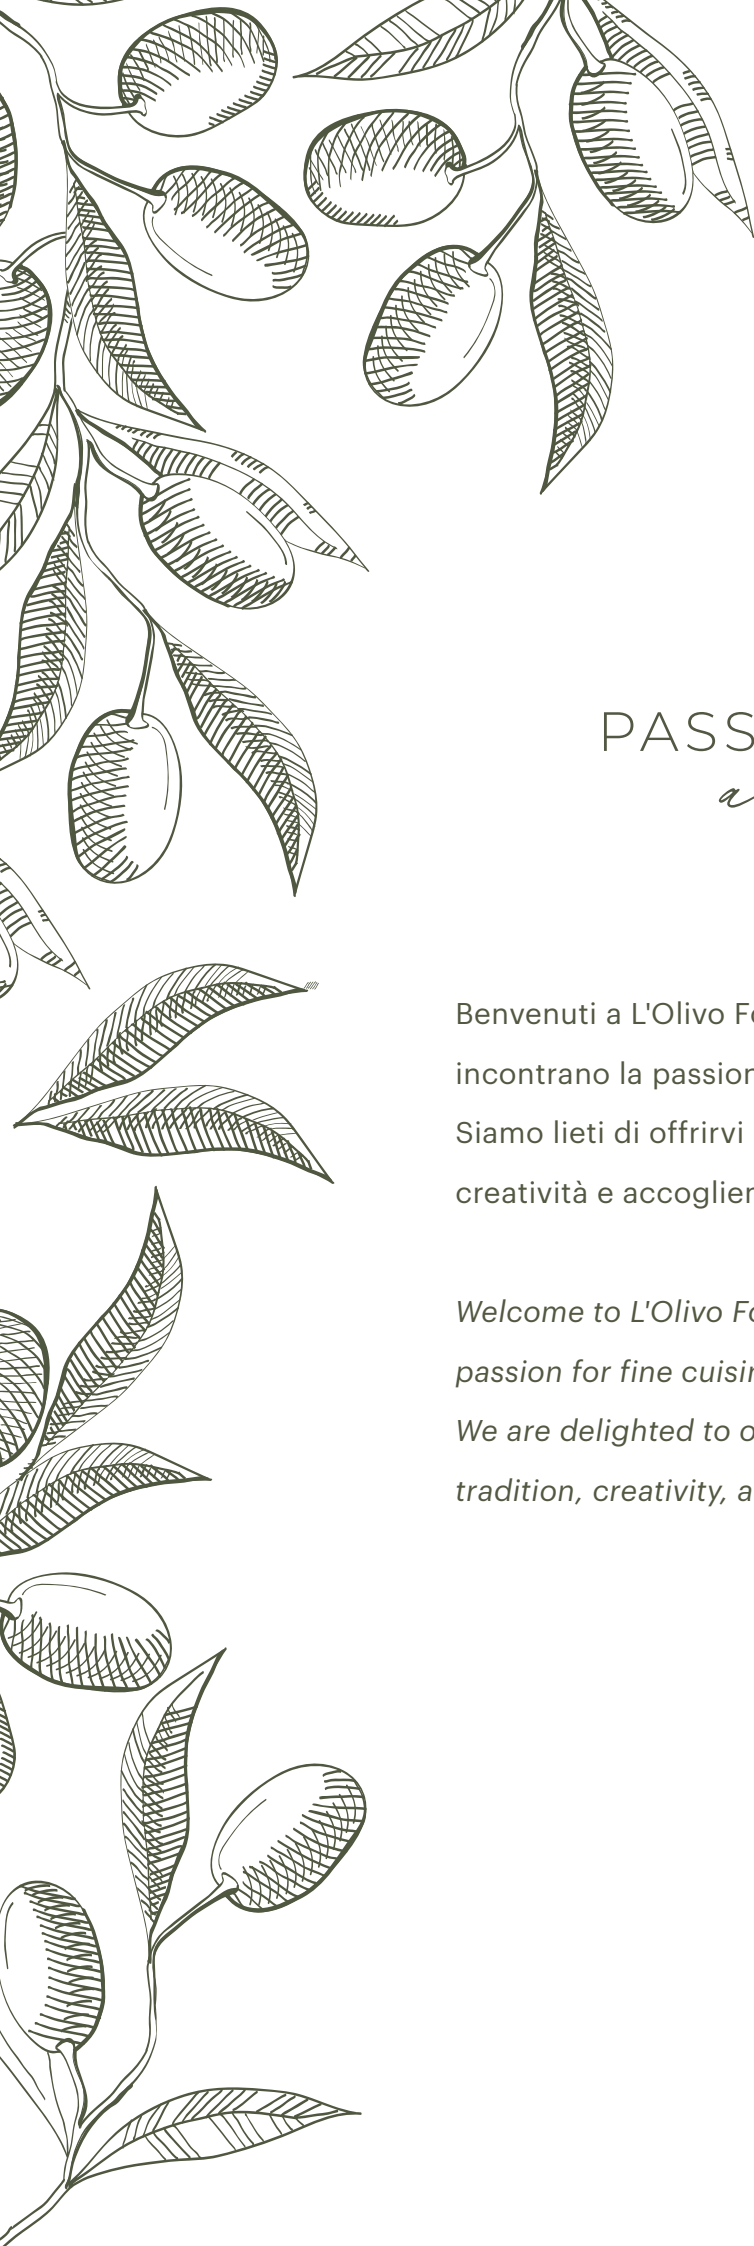 PASS
a
Benvenuti a L'Olivo Fo
incontrano la passion
Siamo lieti di offrirvi
creatività e accoglien
Welcome to L'Olivo Fo
passion for fine cuisin
We are delighted to o
tradition, creativity, a